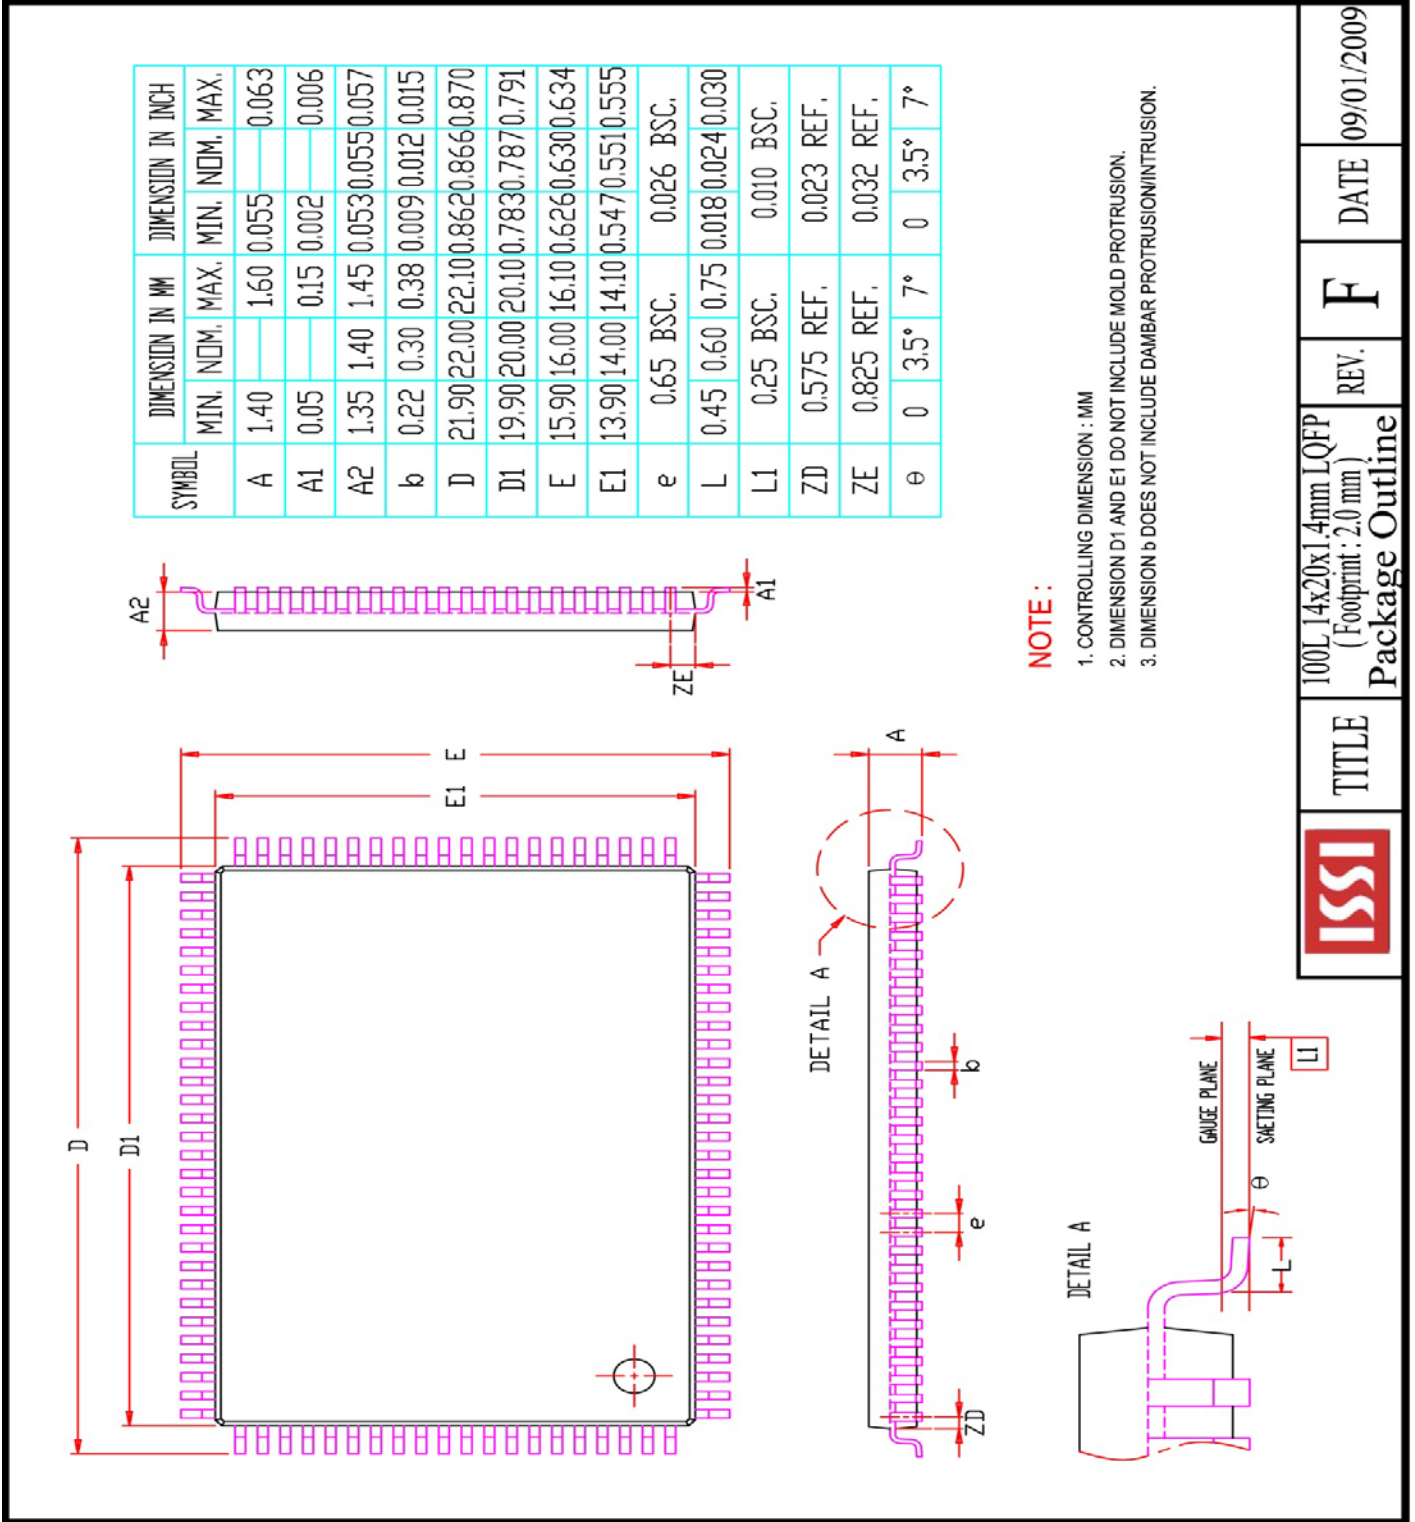 D
D1
E
E1
A2
A1
ZE
SYMBOL DIMENSION IN MM DIMENSION IN INCH
MIN. NOM. MAX. MIN. NOM. MAX.
A 1.40 1.60 0.055 0.063
A1 0.05 0.15 0.002 0.006
A2 1.35 1.40 1.45 0.053 0.055 0.057
b 0.22 0.30 0.38 0.009 0.012 0.015
D 21.90 22.00 22.10 0.862 0.866 0.870
D1 19.90 20.00 20.10 0.783 0.787 0.791
E 15.90 16.00 16.10 0.626 0.630 0.634
E1 13.90 14.00 14.10 0.547 0.551 0.555
e 0.65 BSC. 0.026 BSC.
L 0.45 0.60 0.75 0.018 0.024 0.030
L1 0.25 BSC. 0.010 BSC.
ZD 0.575 REF. 0.023 REF.
ZE 0.825 REF. 0.032 REF.
θ 0 3.5° 7° 0 3.5° 7°
DETAIL A
A
ZD
e
b
NOTE :
1. CONTROLLING DIMENSION : MM
2. DIMENSION D1 AND E1 DO NOT INCLUDE MOLD PROTRUSION.
3. DIMENSION b DOES NOT INCLUDE DAMBAR PROTRUSION/INTRUSION.
DETAIL A
GAUGE PLANE
SAETING PLANE
θ
L
L1
ISSI
TITLE
100L 14x20x1.4mm LQFP
( Footprint : 2.0 mm )
Package Outline
REV.
F
DATE
09/01/2009